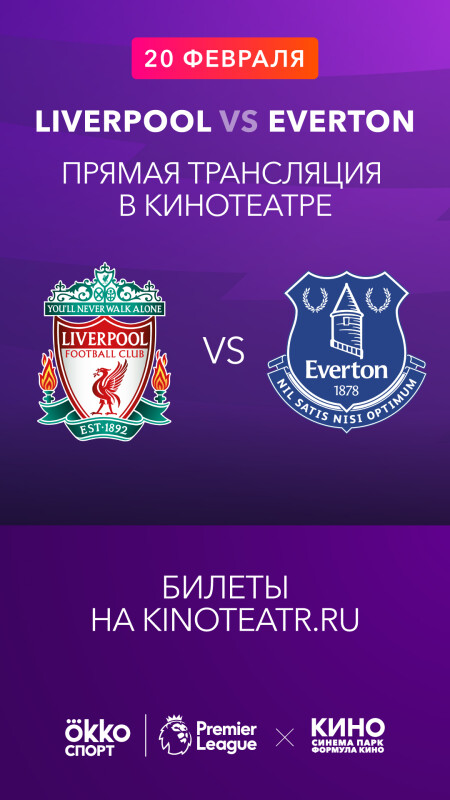 20 ФЕВРАЛЯ
LIVERPOOL VS EVERTON
ПРЯМАЯ ТРАНСЛЯЦИЯ
В КИНОТЕАТРЕ
YOU'LL NEVER WALK ALONE
LIVERPOOL
FOOTBALL CLUB
EST·1892
VS
Everton
1878
NIL SATIS NISI OPTIMUM
БИЛЕТЫ
НА KINOTEATR.RU
ökko
СПОРТ
Premier
League
×
КИНО
СИНЕМА ПАРК
ФОРМУЛА КИНО